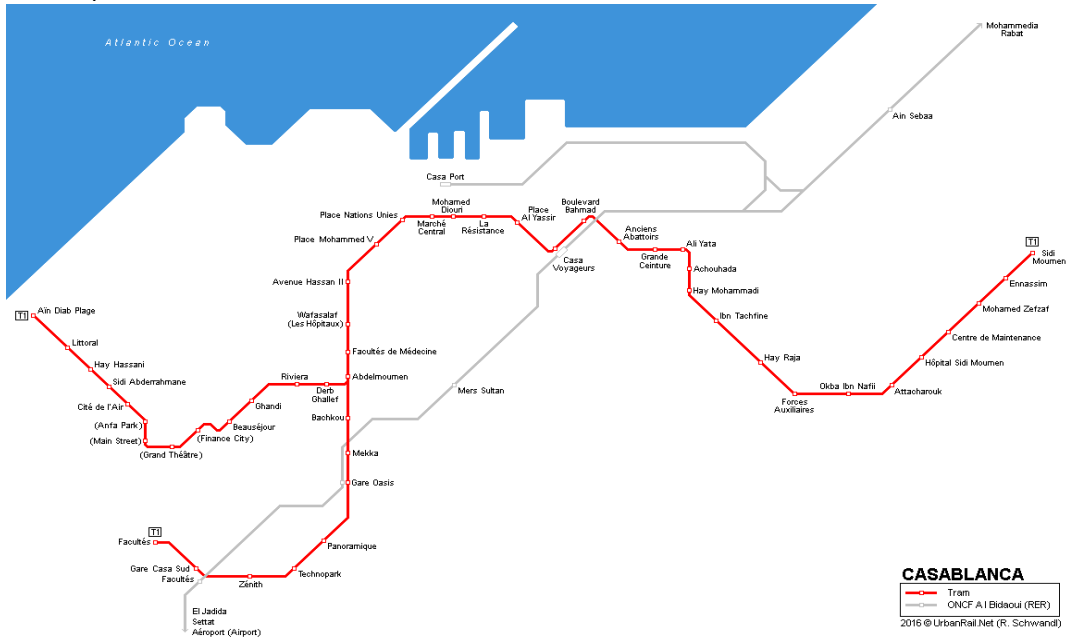 Atlantic Ocean
Mohammedia
Rabat
Ain Sebaa
Casa Port
Boulevard
Bahmad
Mohamed
Diouri
Place
Al Yassir
Place Nations Unies
Marché
Central
La
Résistance
Anciens
Abattoirs
Place Mohammed V
Ali Yata
T1
Sidi
Moumen
Grande
Ceinture
Casa
Voyageurs
Achouhada
Avenue Hassan II
Ennassim
Hay Mohammadi
Mohamed Zefzaf
Aïn Diab Plage
T1
Wafasalaf
(Les Hôpitaux)
Ibn Tachfine
Centre de Maintenance
Littoral
Facultés de Médecine
Hay Raja
Hôpital Sidi Moumen
Hay Hassani
Sidi Abderrahmane
Riviera
Abdelmoumen
Derb
Ghallef
Mers Sultan
Okba Ibn Nafii
Attacharouk
Forces
Auxiliaires
Cité de l'Air
Ghandi
Bachkou
(Anfa Park)
Beauséjour
(Main Street)
(Finance City)
(Grand Théâtre)
Mekka
Gare Oasis
T1
Facultés
Panoramique
Gare Casa Sud
Facultés
Technopark
Zénith
El Jadida
Settat
Aéroport (Airport)
CASABLANCA
Tram
ONCF A l Bidaoui (RER)
2016 © UrbanRail.Net (R. Schwandl)